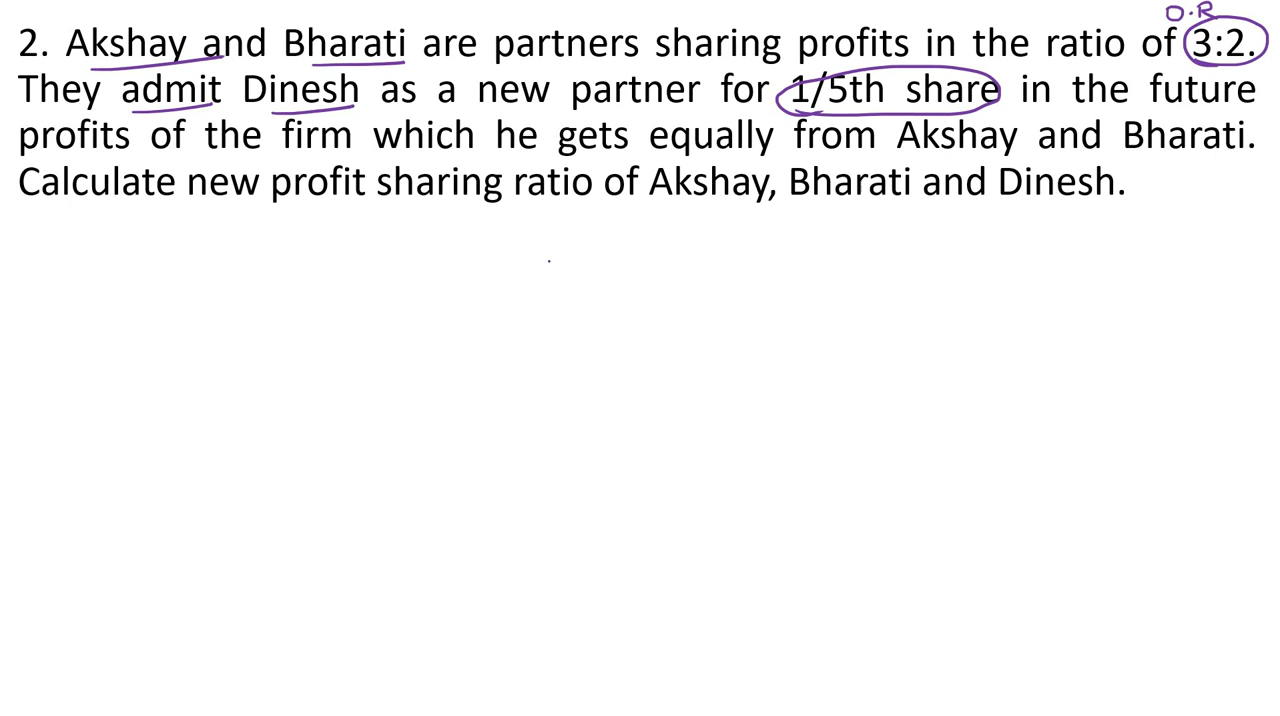 O.R
2. Akshay and Bharati are partners sharing profits in the ratio of 3:2.
They admit Dinesh as a new partner for 1/5th share in the future
profits of the firm which he gets equally from Akshay and Bharati.
Calculate new profit sharing ratio of Akshay, Bharati and Dinesh.